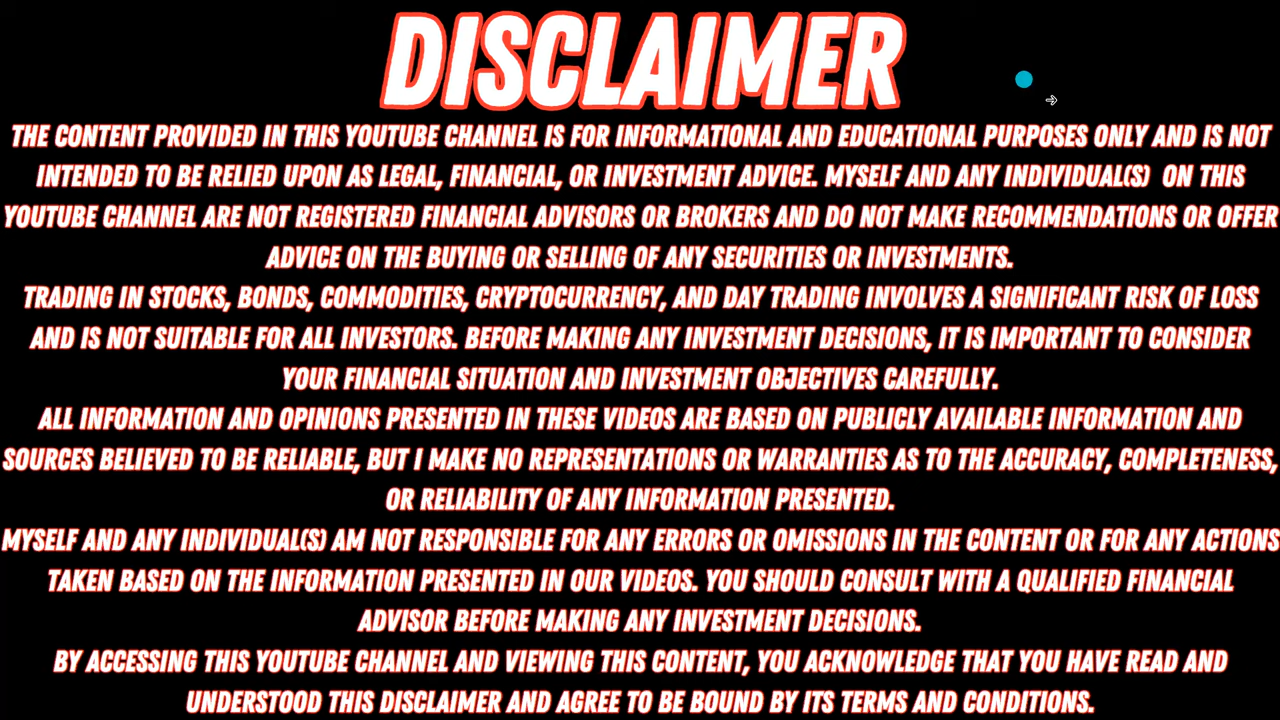 DISCLAIMER
THE CONTENT PROVIDED IN THIS YOUTUBE CHANNEL IS FOR INFORMATIONAL AND EDUCATIONAL PURPOSES ONLY AND IS NOT
INTENDED TO BE RELIED UPON AS LEGAL, FINANCIAL, OR INVESTMENT ADVICE. MYSELF AND ANY INDIVIDUAL(S) ON THIS
YOUTUBE CHANNEL ARE NOT REGISTERED FINANCIAL ADVISORS OR BROKERS AND DO NOT MAKE RECOMMENDATIONS OR OFFER
ADVICE ON THE BUYING OR SELLING OF ANY SECURITIES OR INVESTMENTS.
TRADING IN STOCKS, BONDS, COMMODITIES, CRYPTOCURRENCY, AND DAY TRADING INVOLVES A SIGNIFICANT RISK OF LOSS
AND IS NOT SUITABLE FOR ALL INVESTORS. BEFORE MAKING ANY INVESTMENT DECISIONS, IT IS IMPORTANT TO CONSIDER
YOUR FINANCIAL SITUATION AND INVESTMENT OBJECTIVES CAREFULLY.
ALL INFORMATION AND OPINIONS PRESENTED IN THESE VIDEOS ARE BASED ON PUBLICLY AVAILABLE INFORMATION AND
SOURCES BELIEVED TO BE RELIABLE, BUT I MAKE NO REPRESENTATIONS OR WARRANTIES AS TO THE ACCURACY, COMPLETENESS,
OR RELIABILITY OF ANY INFORMATION PRESENTED.
MYSELF AND ANY INDIVIDUAL(S) AM NOT RESPONSIBLE FOR ANY ERRORS OR OMISSIONS IN THE CONTENT OR FOR ANY ACTIONS
TAKEN BASED ON THE INFORMATION PRESENTED IN OUR VIDEOS. YOU SHOULD CONSULT WITH A QUALIFIED FINANCIAL
ADVISOR BEFORE MAKING ANY INVESTMENT DECISIONS.
BY ACCESSING THIS YOUTUBE CHANNEL AND VIEWING THIS CONTENT, YOU ACKNOWLEDGE THAT YOU HAVE READ AND
UNDERSTOOD THIS DISCLAIMER AND AGREE TO BE BOUND BY ITS TERMS AND CONDITIONS.